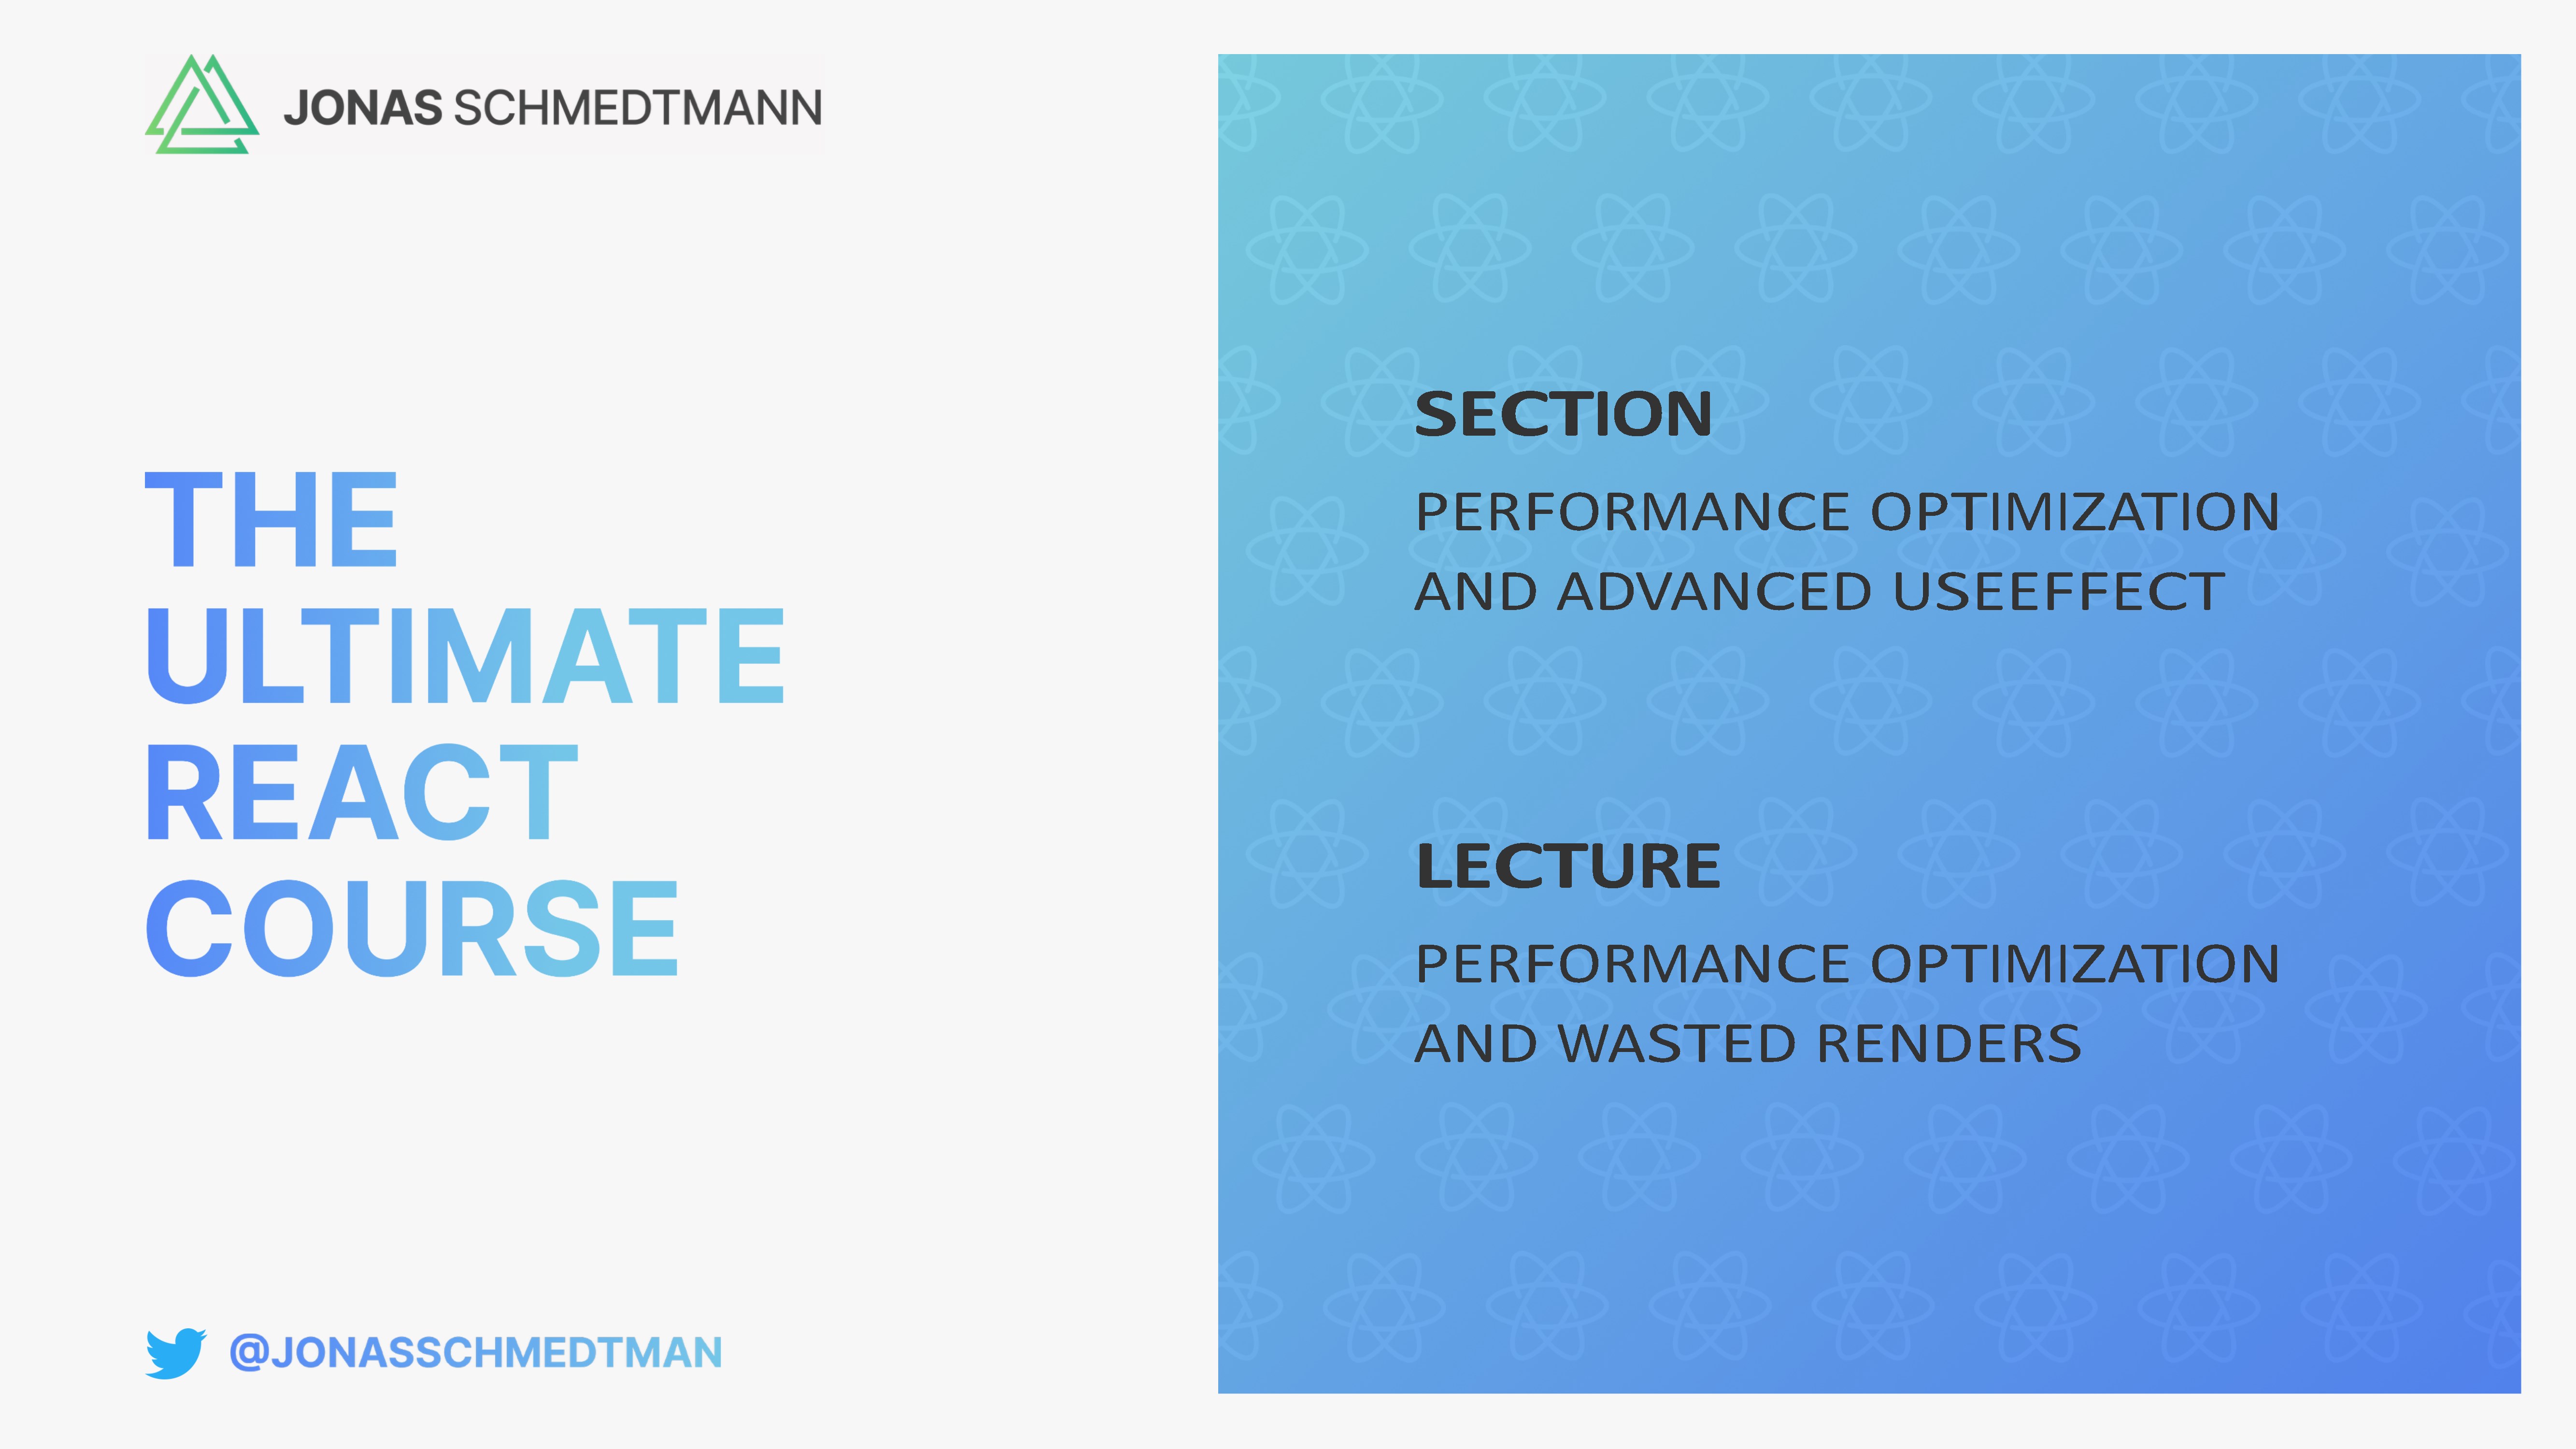 JONAS SCHMEDTMANN
THE
ULTIMATE
REACT
COURSE
@JONASSCHMEDTMAN
SECTION
PERFORMANCE OPTIMIZATION
AND ADVANCED USEEFFECT
LECTURE
PERFORMANCE OPTIMIZATION
AND WASTED RENDERS